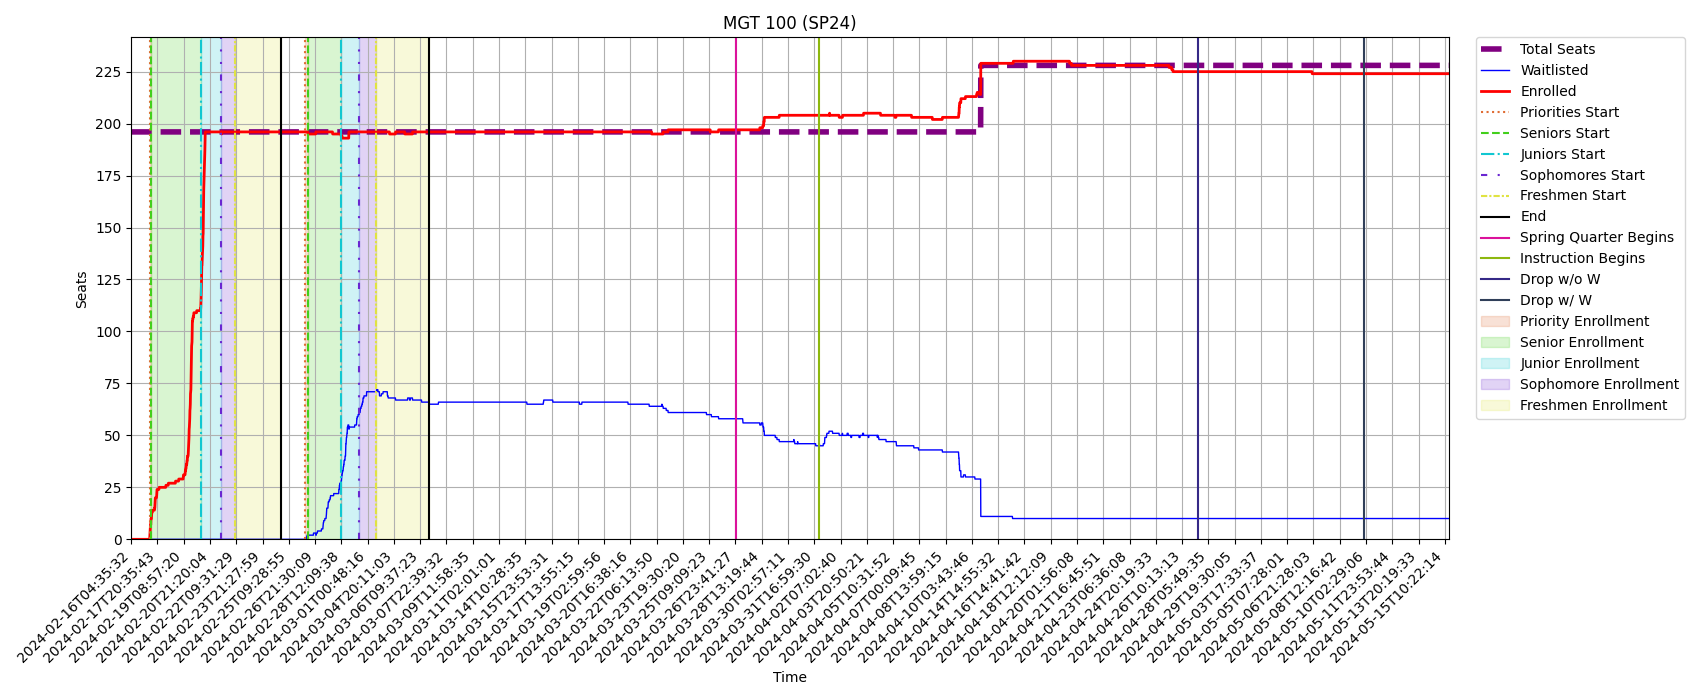 MGT 100 (SP24)
Seats
225
200
175
150
125
100
75
50
25
0
2024-02-16T04:35:32
2024-02-17T20:35:43
2024-02-19T08:57:20
2024-02-20T21:20:04
2024-02-22T09:31:29
2024-02-23T21:27:59
2024-02-25T09:28:55
2024-02-26T21:30:09
2024-02-28T12:09:38
2024-03-01T00:48:16
2024-03-04T20:11:03
2024-03-06T09:37:23
2024-03-07T22:39:32
2024-03-09T11:58:35
2024-03-11T02:01:01
2024-03-14T10:28:35
2024-03-15T23:53:31
2024-03-17T13:55:15
2024-03-19T02:59:56
2024-03-20T16:38:16
2024-03-22T06:13:50
2024-03-23T19:30:20
2024-03-25T09:09:23
2024-03-26T23:41:27
2024-03-28T13:19:44
2024-03-30T02:57:11
2024-03-31T16:59:30
2024-04-02T07:02:40
2024-04-03T20:50:21
2024-04-05T10:31:52
2024-04-07T00:09:45
2024-04-08T13:59:15
2024-04-10T03:43:46
2024-04-14T14:55:32
2024-04-16T14:41:42
2024-04-18T12:12:09
2024-04-20T01:56:08
2024-04-21T16:45:51
2024-04-23T06:36:08
2024-04-24T20:19:33
2024-04-26T10:13:13
2024-04-28T05:49:35
2024-04-29T19:30:05
2024-05-03T17:33:37
2024-05-05T07:28:01
2024-05-06T21:28:03
2024-05-08T12:16:42
2024-05-10T02:29:06
2024-05-11T23:53:44
2024-05-13T20:19:33
2024-05-15T10:22:14
Time
Total Seats
Waitlisted
Enrolled
Priorities Start
Seniors Start
Juniors Start
Sophomores Start
Freshmen Start
End
Spring Quarter Begins
Instruction Begins
Drop w/o W
Drop w/ W
Priority Enrollment
Senior Enrollment
Junior Enrollment
Sophomore Enrollment
Freshmen Enrollment